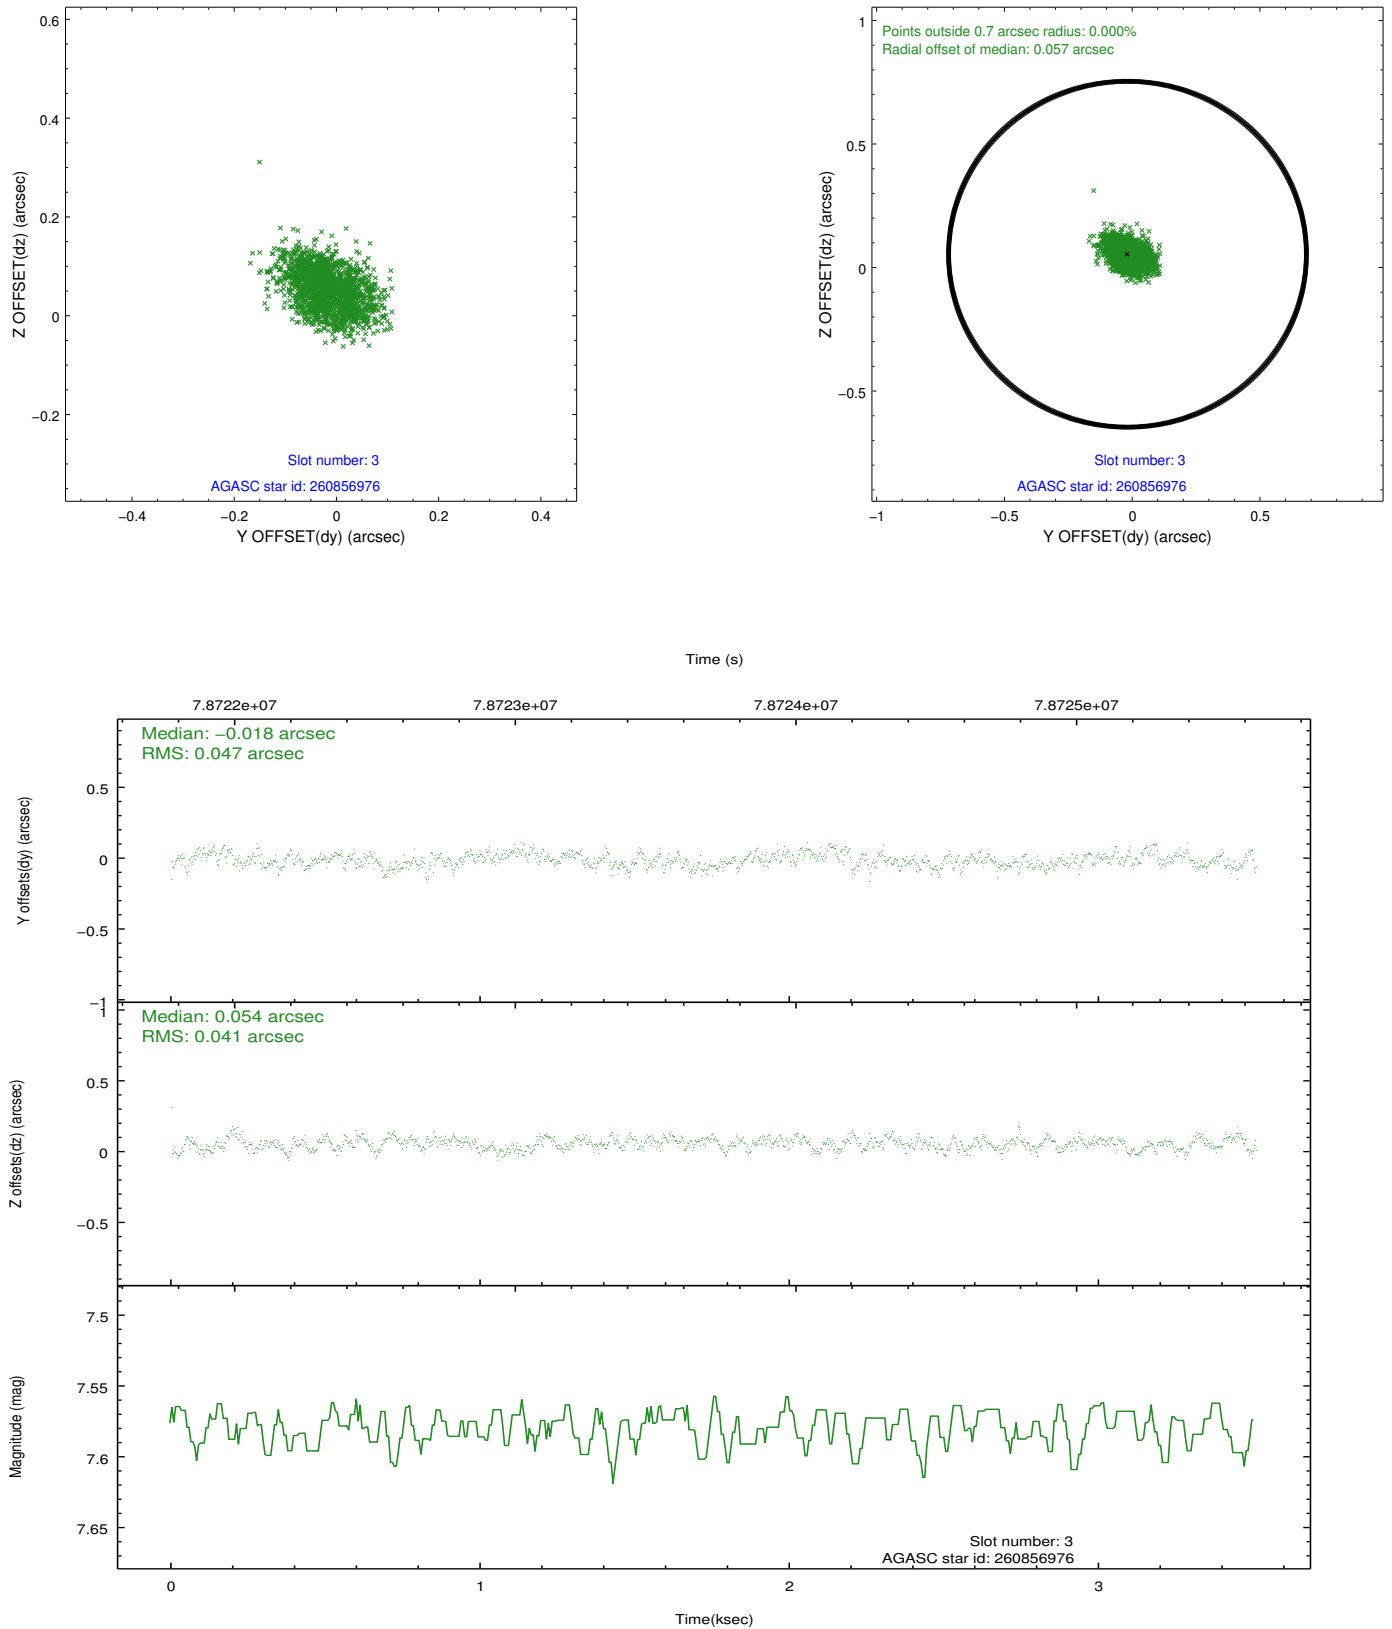 0.6
0.4
0.2
0
−0.2
Z OFFSET(dz) (arcsec)
Slot number: 3
AGASC star id: 260856976
−0.4
−0.2
0
0.2
0.4
Y OFFSET(dy) (arcsec)
Points outside 0.7 arcsec radius: 0.000%
Radial offset of median: 0.057 arcsec
1
0.5
0
−0.5
Z OFFSET(dz) (arcsec)
Slot number: 3
AGASC star id: 260856976
−1
−0.5
0
0.5
Y OFFSET(dy) (arcsec)
Time (s)
7.8722e+07
7.8723e+07
7.8724e+07
7.8725e+07
Median: −0.018 arcsec
RMS: 0.047 arcsec
0.5
0
−0.5
−1
Y offsets(dy) (arcsec)
Median: 0.054 arcsec
RMS: 0.041 arcsec
1
0.5
0
−0.5
Z offsets(dz) (arcsec)
7.5
7.55
7.6
7.65
Magnitude (mag)
Slot number: 3
AGASC star id: 260856976
0
1
2
3
Time(ksec)